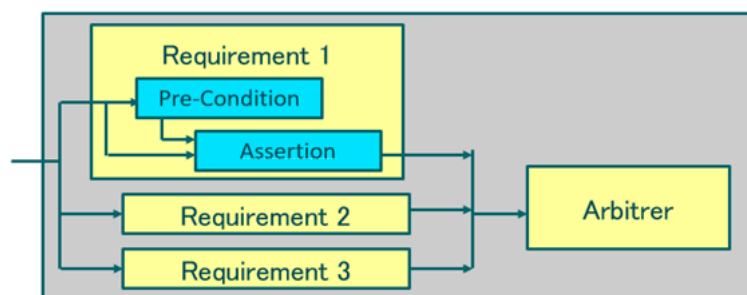 Requirement 1
Pre-Condition
Assertion
Requirement 2
Requirement 3
Arbitrer